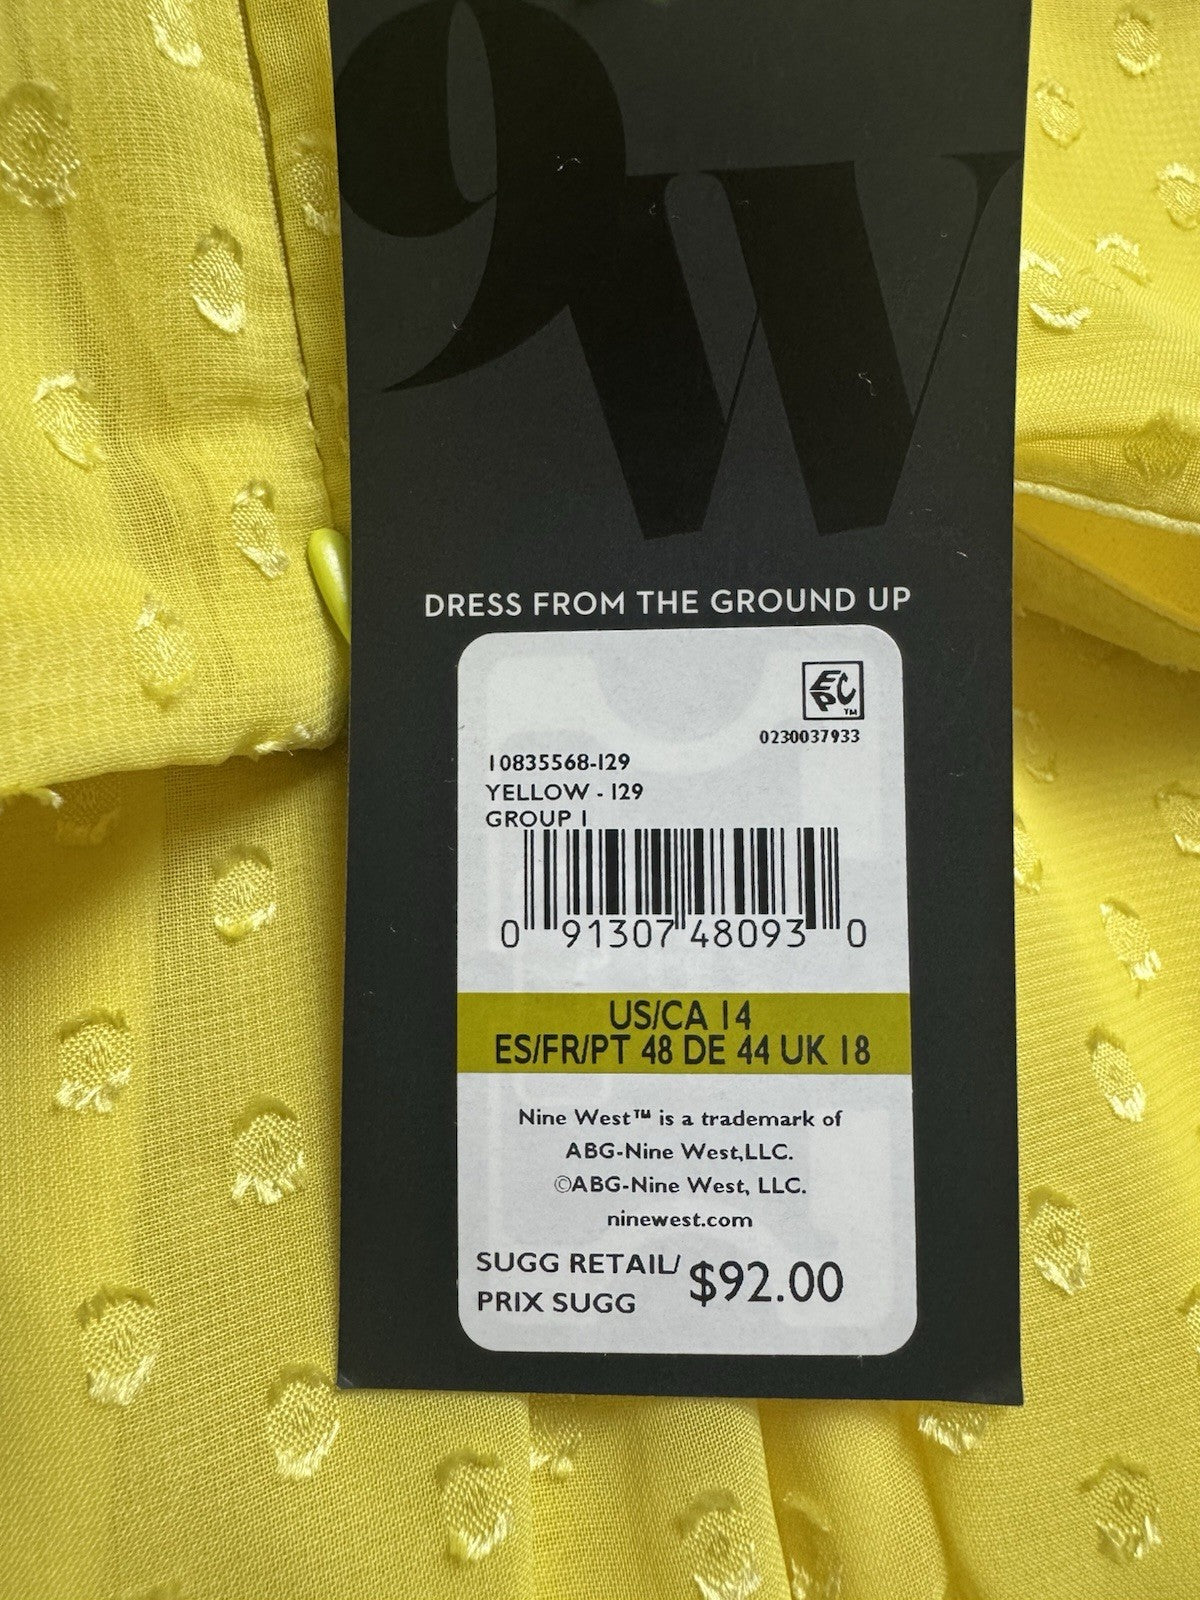 9W
DRESS FROM THE GROUND UP
EPC™
0230037933
10835568-129
YELLOW - 129
GROUP 1
0 91307 48093 0
US/CA 14
ES/FR/PT 48 DE 44 UK 18
Nine West™ is a trademark of
ABG-Nine West,LLC.
©ABG-Nine West, LLC.
ninewest.com
SUGG RETAIL/ $92.00
PRIX SUGG